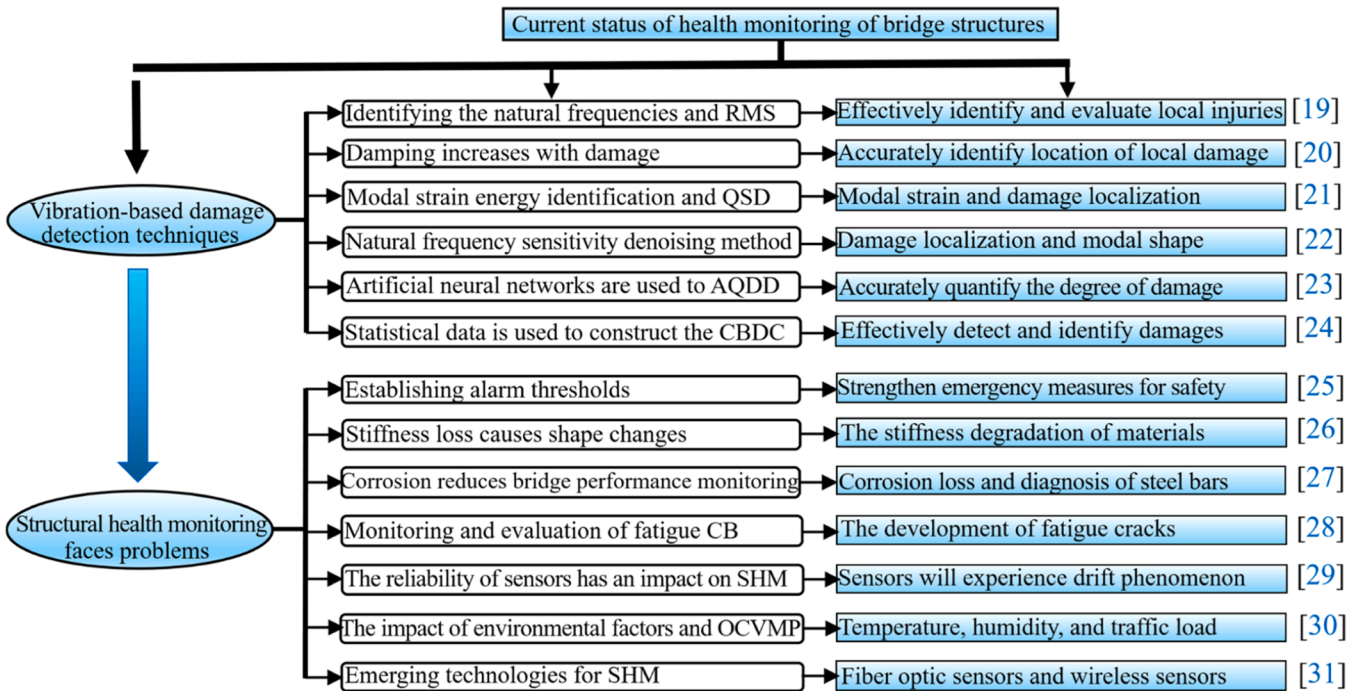 Current status of health monitoring of bridge structures
Identifying the natural frequencies and RMS
Effectively identify and evaluate local injuries [19]
Damping increases with damage
Accurately identify location of local damage [20]
Modal strain energy identification and QSD
Modal strain and damage localization [21]
Vibration-based damage
detection techniques
Natural frequency sensitivity denoising method
Damage localization and modal shape [22]
Artificial neural networks are used to AQDD
Accurately quantify the degree of damage [23]
Statistical data is used to construct the CBDC
Effectively detect and identify damages [24]
Establishing alarm thresholds
Strengthen emergency measures for safety [25]
Stiffness loss causes shape changes
The stiffness degradation of materials [26]
Corrosion reduces bridge performance monitoring
Corrosion loss and diagnosis of steel bars [27]
Structural health monitoring
faces problems
Monitoring and evaluation of fatigue CB
The development of fatigue cracks [28]
The reliability of sensors has an impact on SHM
Sensors will experience drift phenomenon [29]
The impact of environmental factors and OCVMP
Temperature, humidity, and traffic load [30]
Emerging technologies for SHM
Fiber optic sensors and wireless sensors [31]